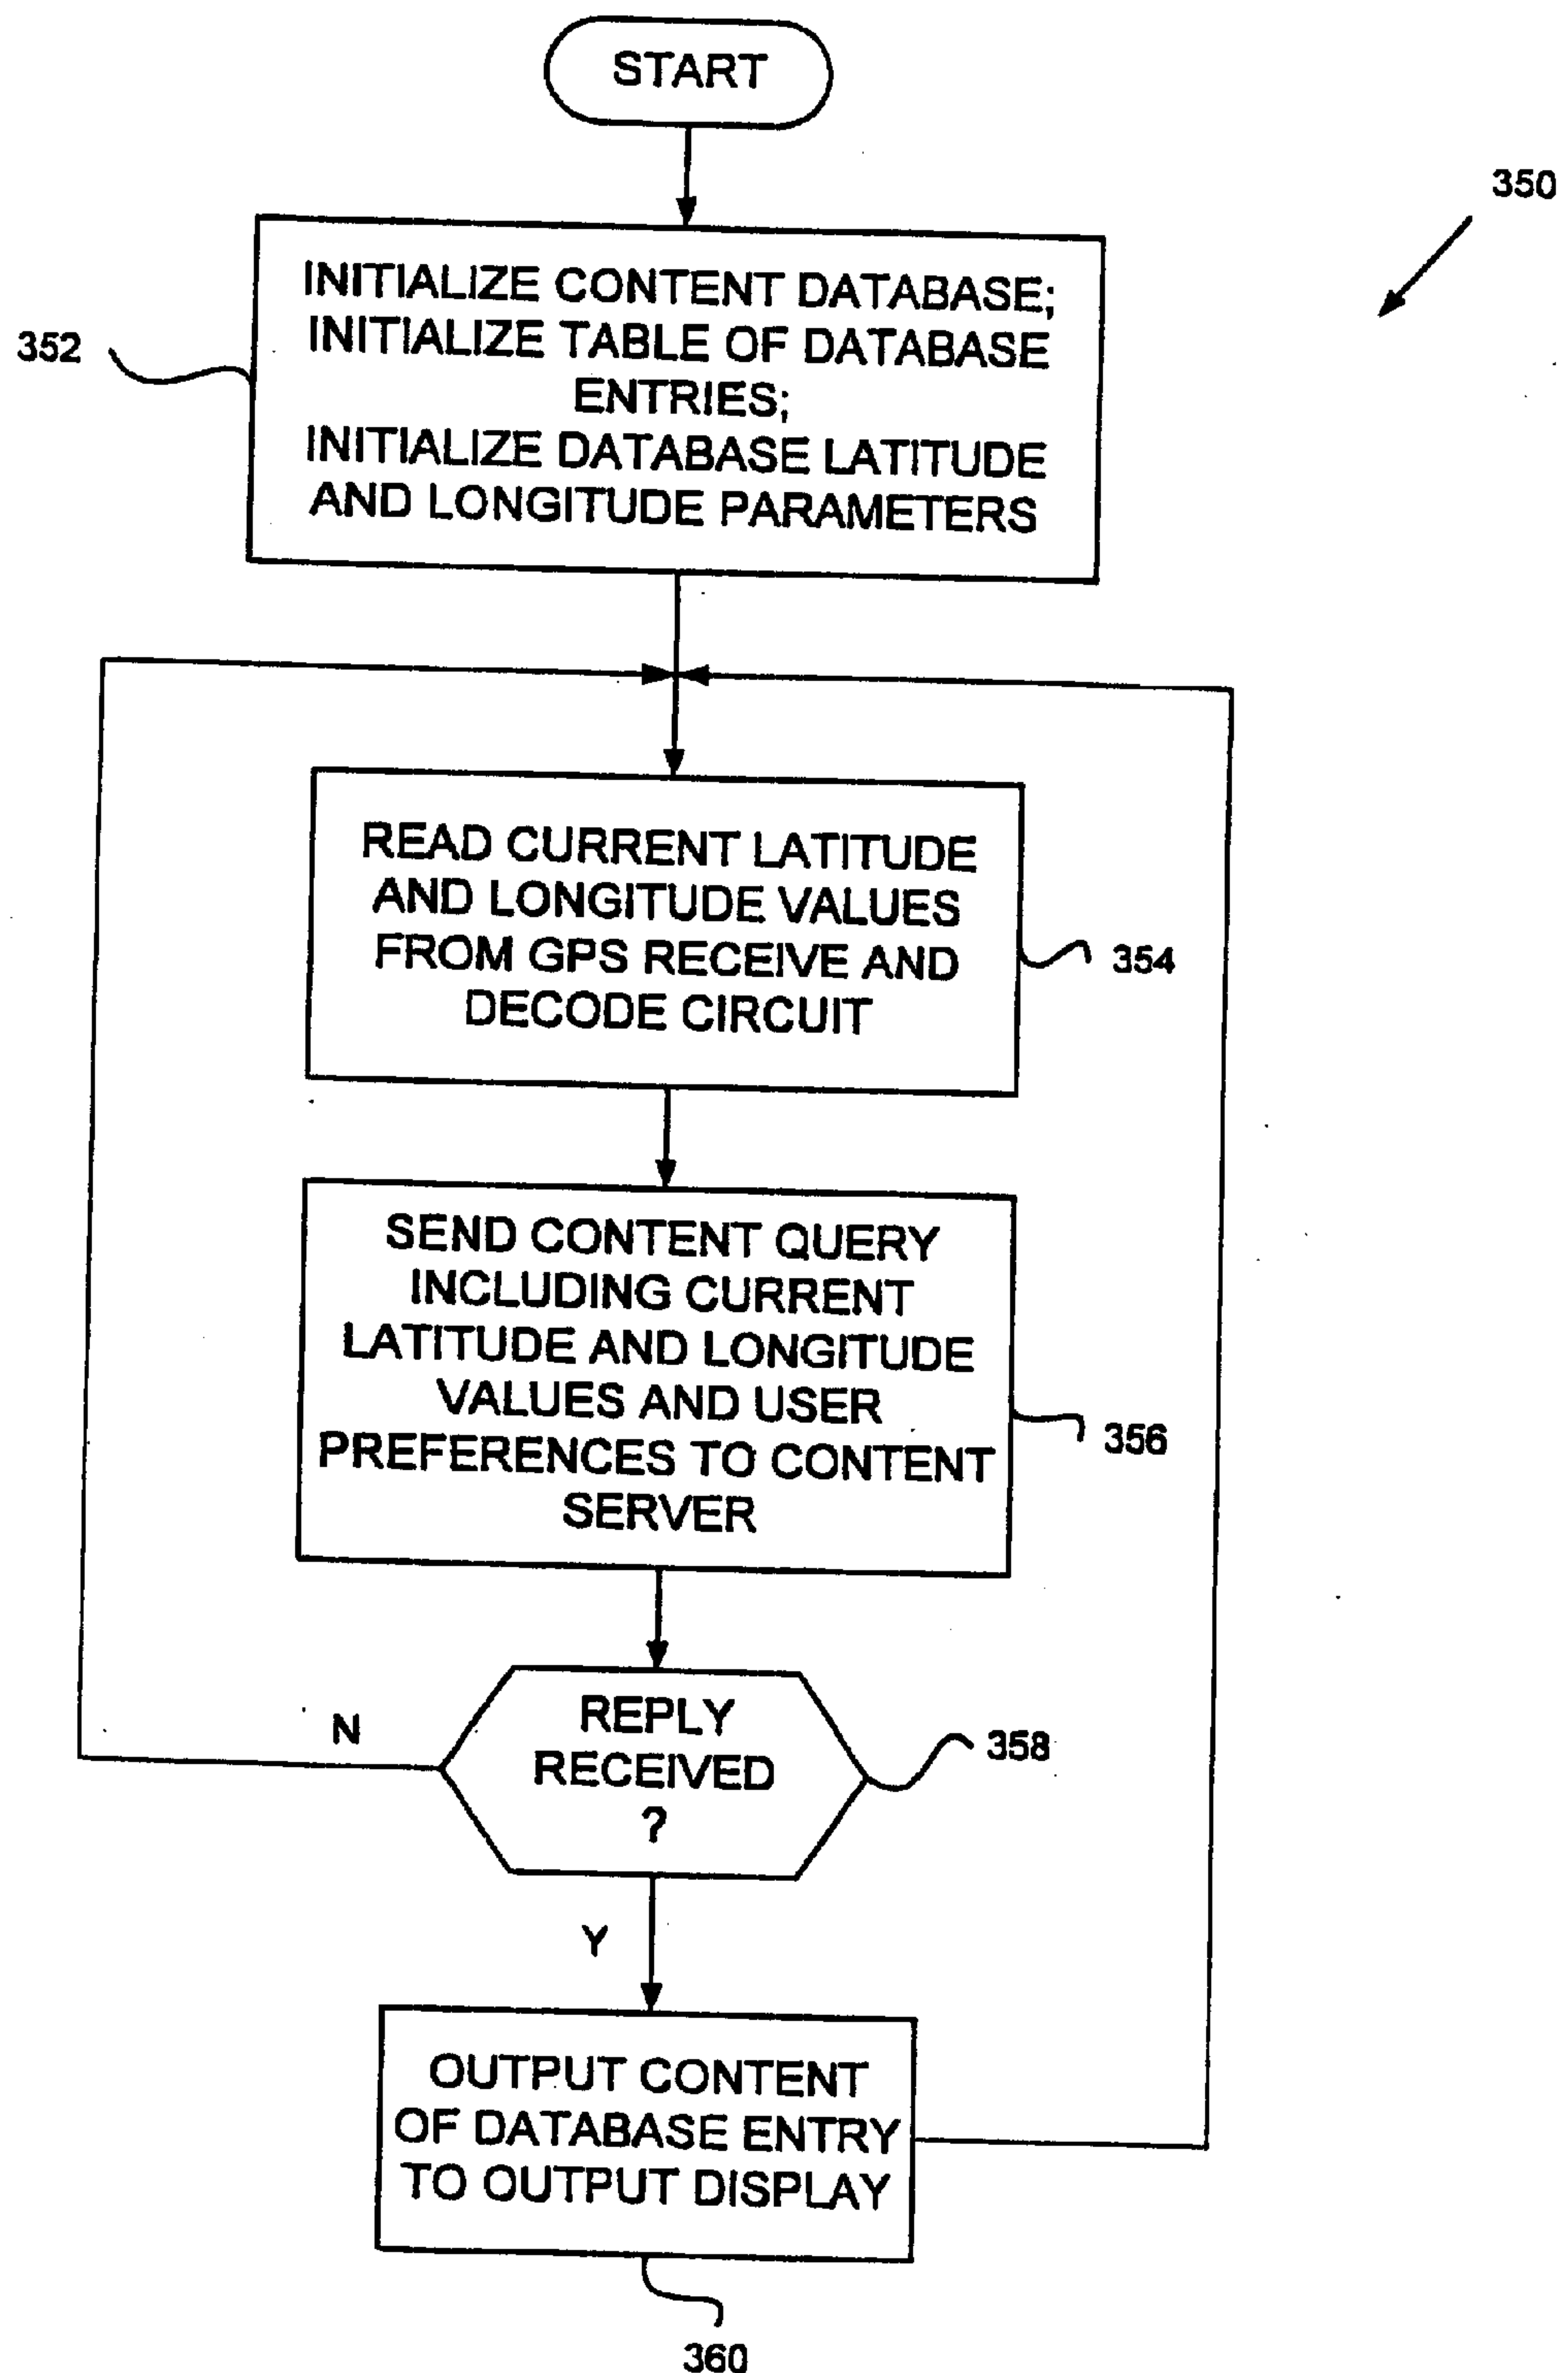 START
350
INITIALIZE CONTENT DATABASE;
INITIALIZE TABLE OF DATABASE
ENTRIES;
INITIALIZE DATABASE LATITUDE
AND LONGITUDE PARAMETERS
352
READ CURRENT LATITUDE
AND LONGITUDE VALUES
FROM GPS RECEIVE AND
DECODE CIRCUIT
354
SEND CONTENT QUERY
INCLUDING CURRENT
LATITUDE AND LONGITUDE
VALUES AND USER
PREFERENCES TO CONTENT
SERVER
356
REPLY
RECEIVED
?
358
N
Y
OUTPUT CONTENT
OF DATABASE ENTRY
TO OUTPUT DISPLAY
360